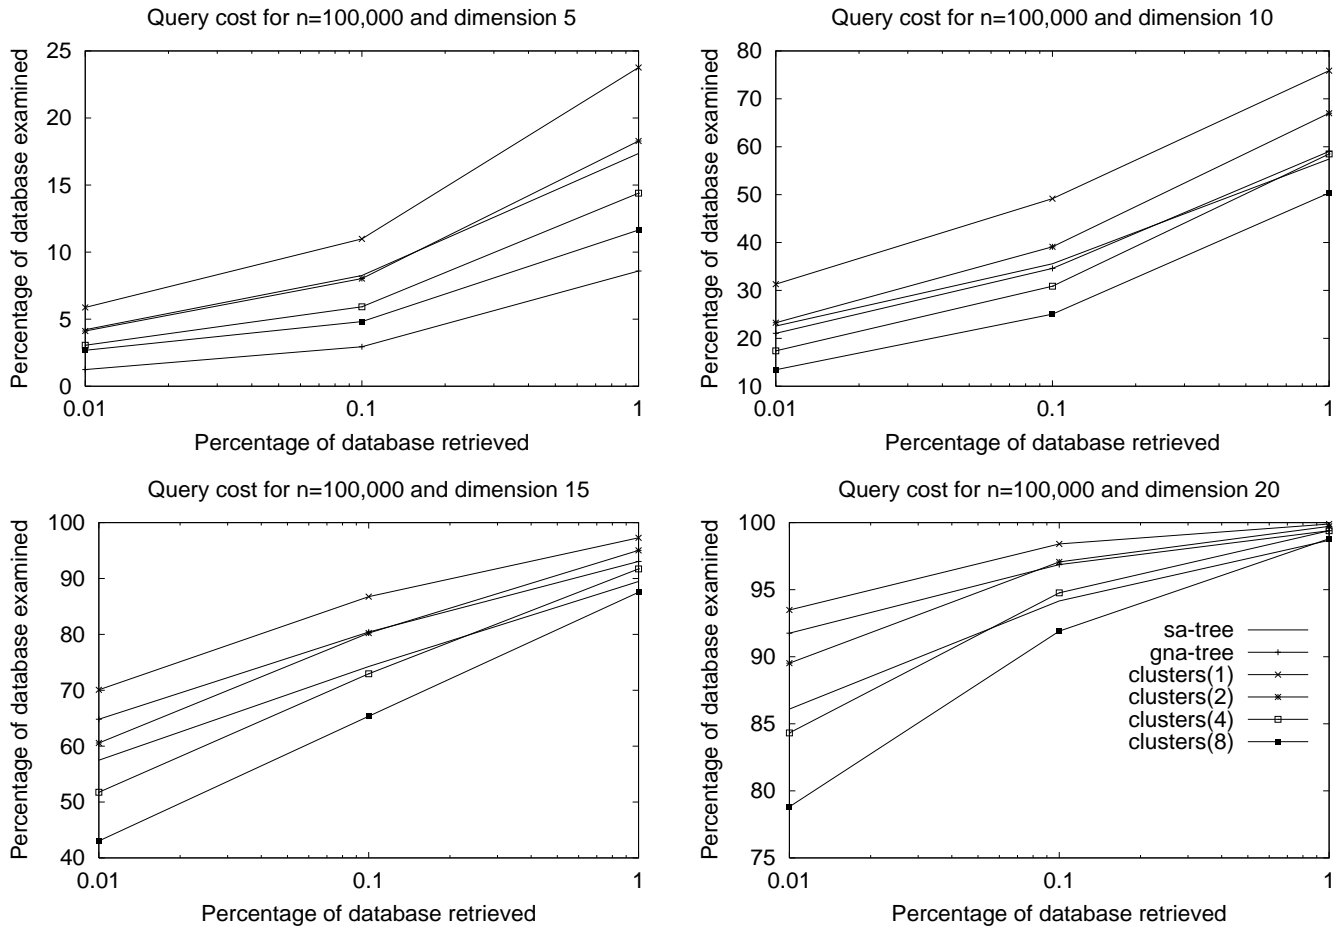 Query cost for n=100,000 and dimension 5
Percentage of database examined
25
20
15
10
5
0
0.01
0.1
1
Percentage of database retrieved
Query cost for n=100,000 and dimension 10
Percentage of database examined
80
70
60
50
40
30
20
10
0.01
0.1
1
Percentage of database retrieved
Query cost for n=100,000 and dimension 15
Percentage of database examined
100
90
80
70
60
50
40
0.01
0.1
1
Percentage of database retrieved
Query cost for n=100,000 and dimension 20
Percentage of database examined
100
95
90
85
79
75
sa-tree
gna-tree
clusters(1)
clusters(2)
clusters(4)
clusters(8)
0.01
0.1
1
Percentage of database retrieved